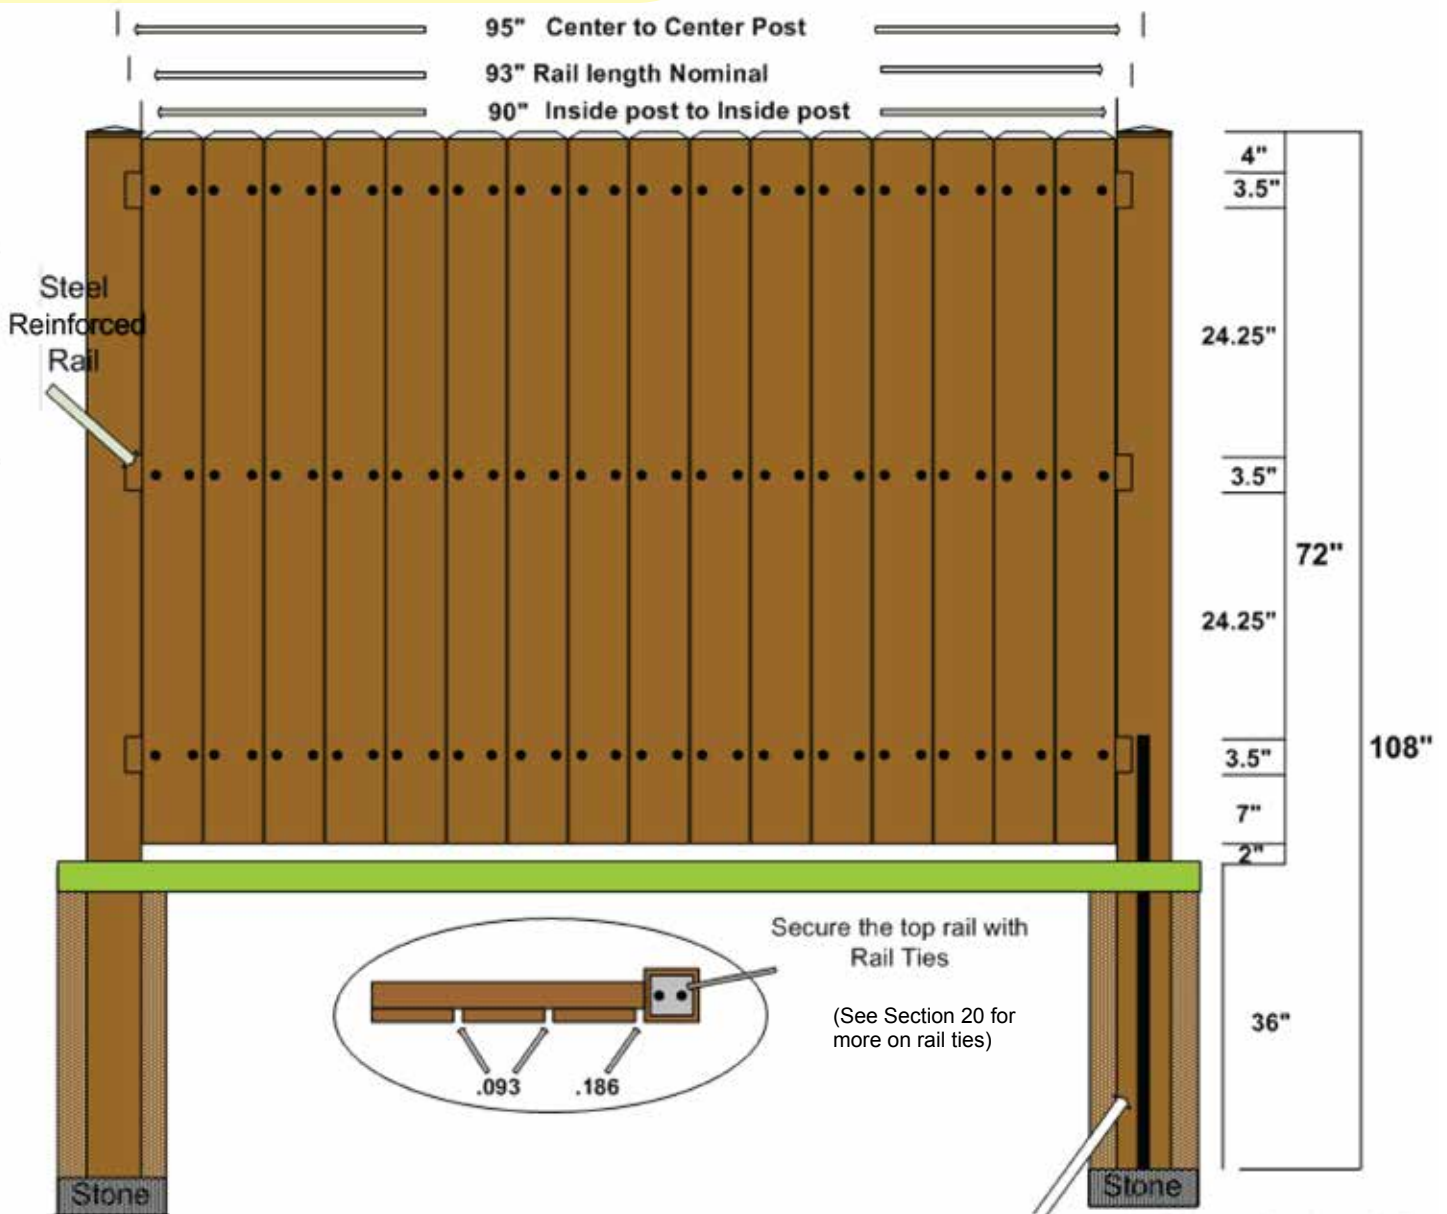 95" Center to Center Post
93" Rail length Nominal
90" Inside post to Inside post
4"
3.5"
Steel
Reinforced
Rail
24.25"
3.5"
72"
24.25"
108"
3.5"
7"
2"
Secure the top rail with
Rail Ties
(See Section 20 for
more on rail ties)
36"
.093 .186
Stone
Stone